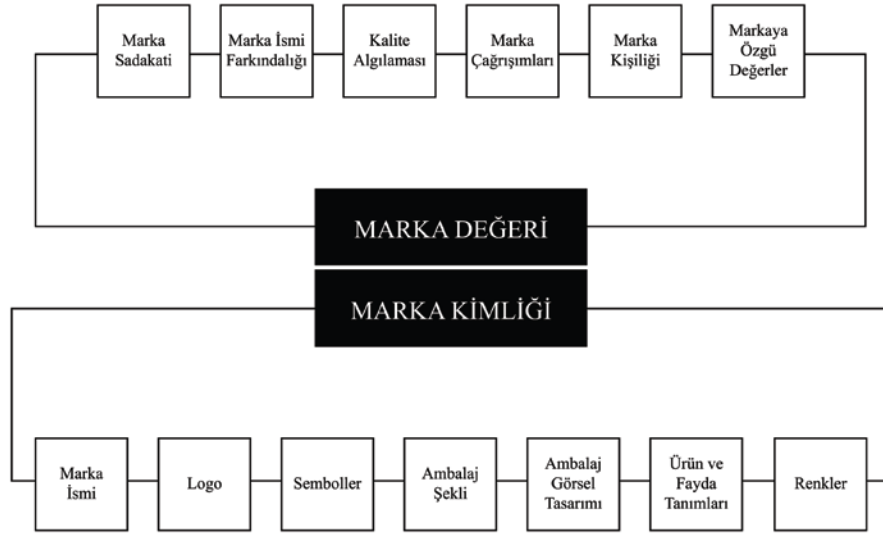 Marka
Sadakati
Marka İsmi
Farkındalığı
Kalite
Algılaması
Marka
Çağrışımları
Marka
Kişiliği
Markaya
Özgü
Değerler
MARKA DEĞERİ
MARKA KİMLİĞİ
Marka
İsmi
Logo
Semboller
Ambalaj
Şekli
Ambalaj
Görsel
Tasarımı
Ürün ve
Fayda
Tanımları
Renkler